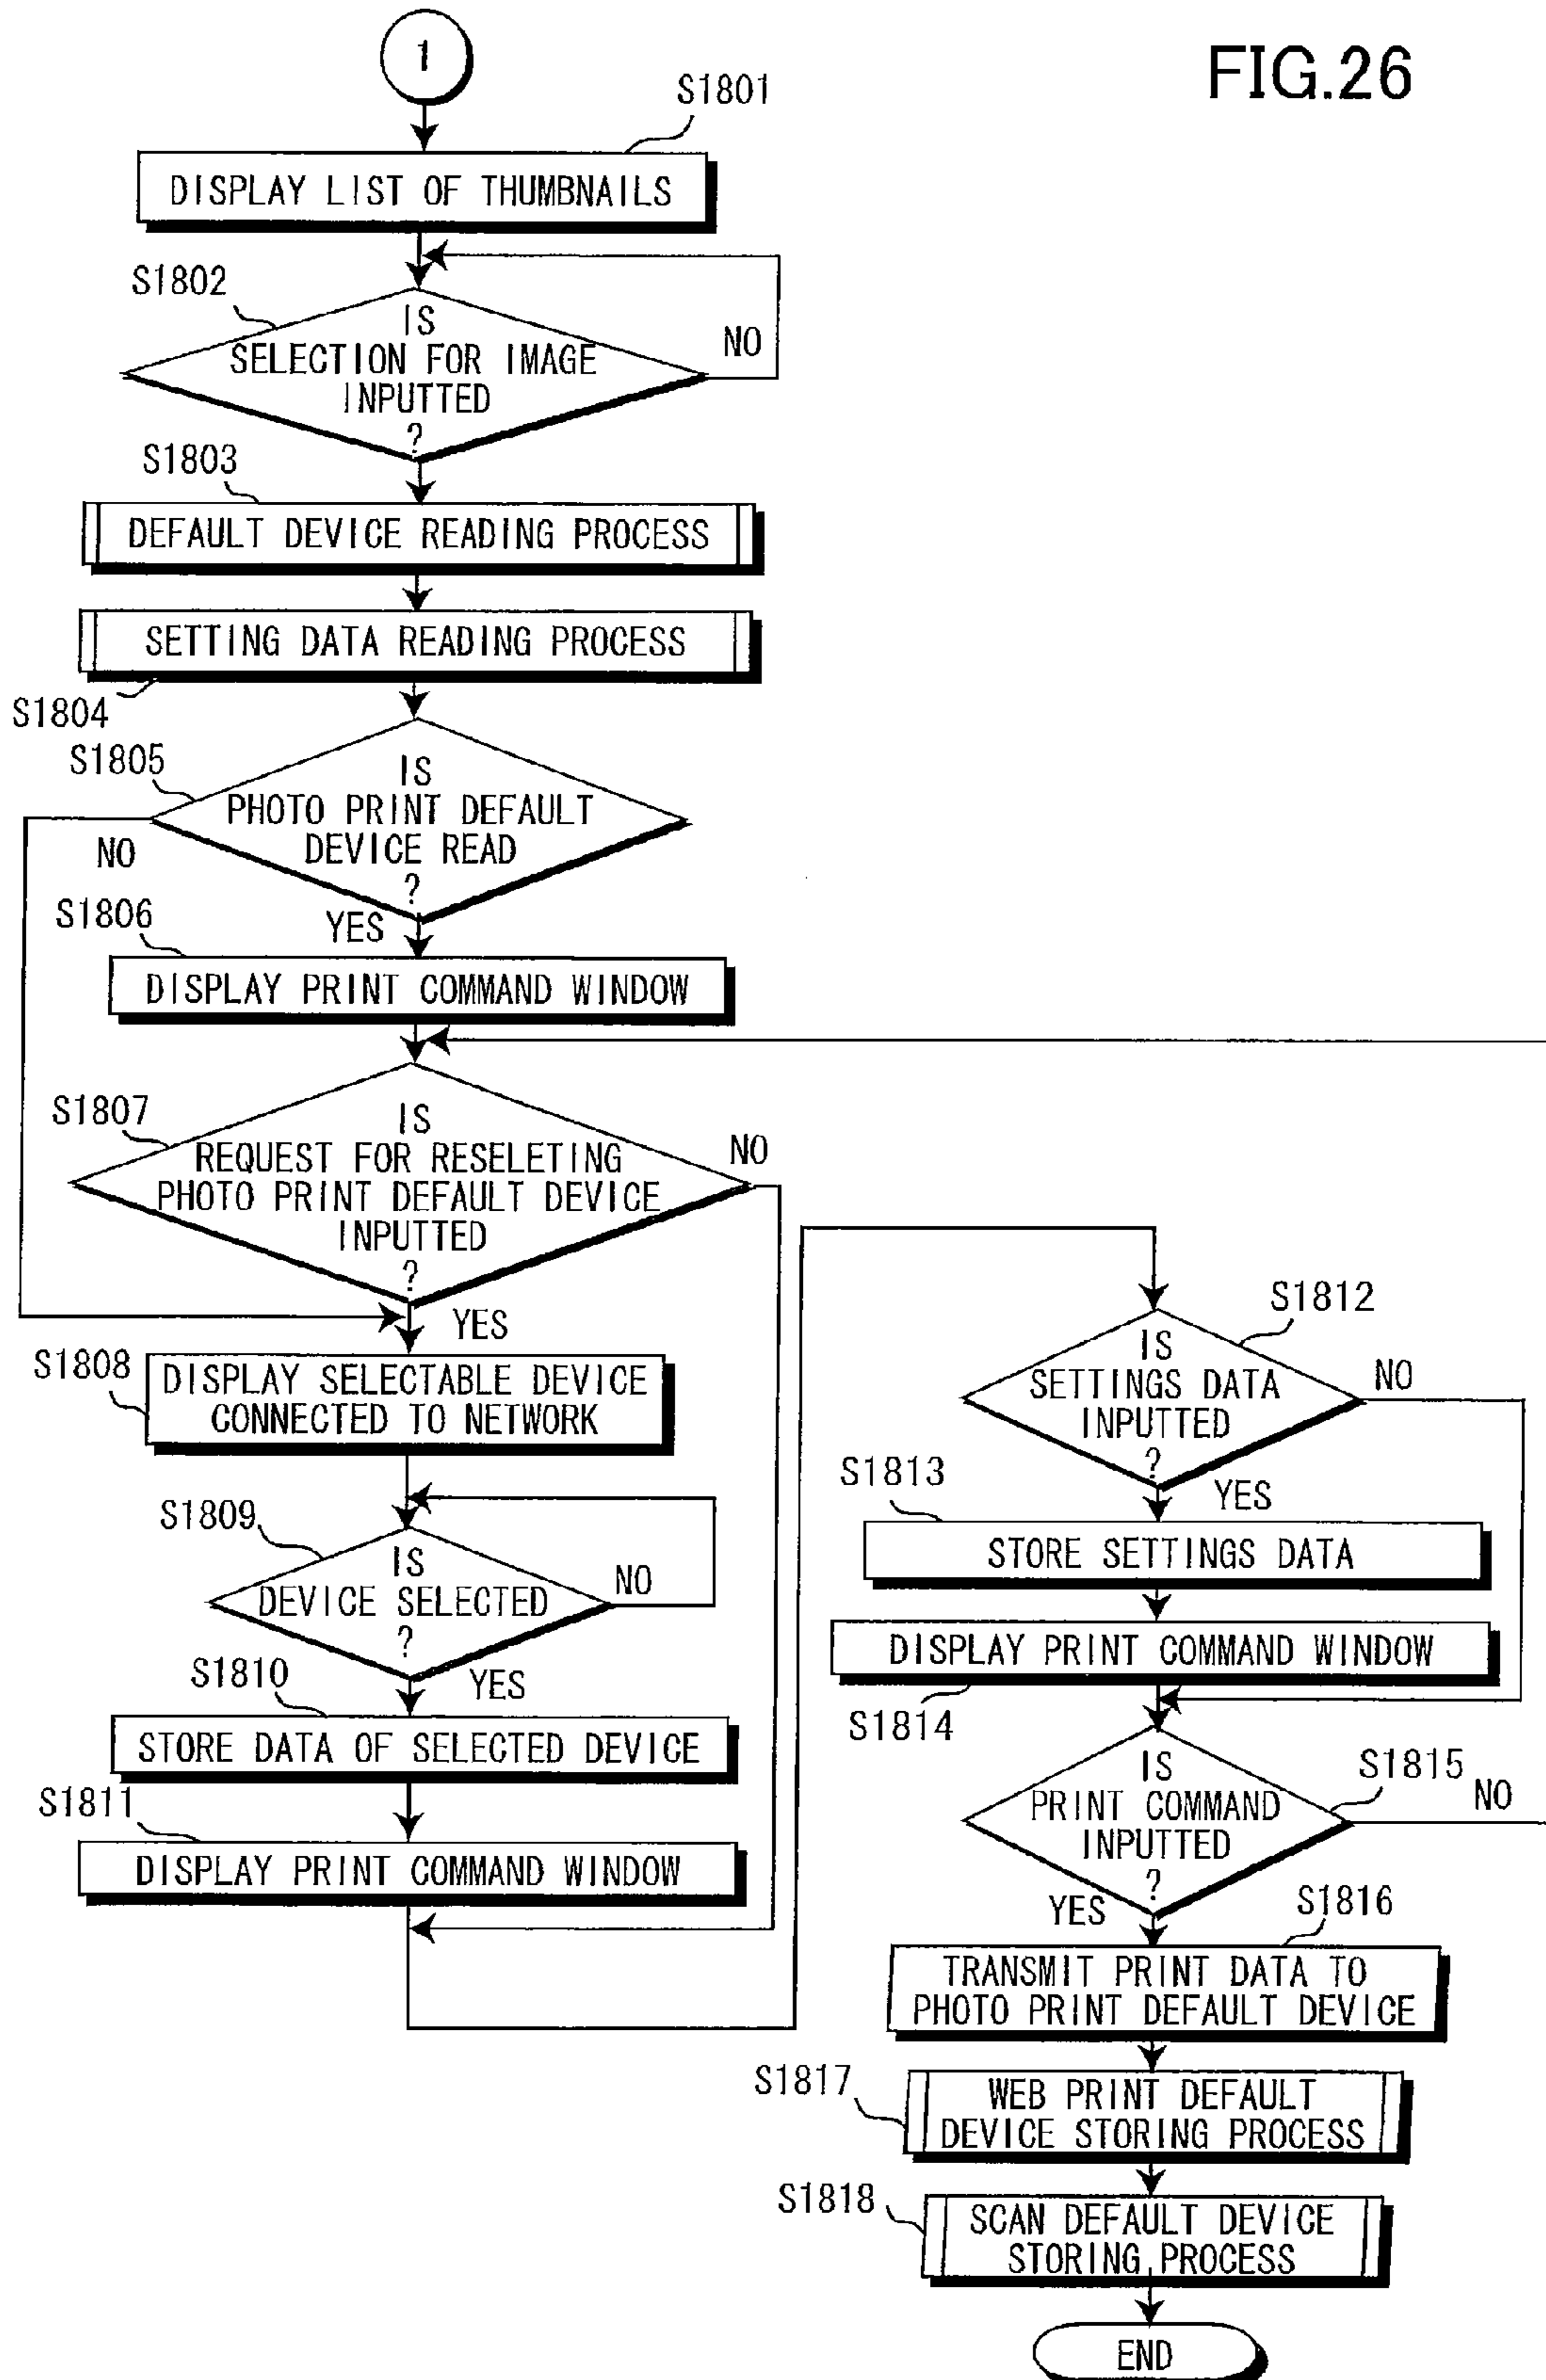 FIG.26
1
S1801
DISPLAY LIST OF THUMBNAILS
S1802
IS
SELECTION FOR IMAGE
INPUTTED
?
NO
S1803
DEFAULT DEVICE READING PROCESS
SETTING DATA READING PROCESS
S1804
S1805
IS
PHOTO PRINT DEFAULT
DEVICE READ
?
NO
YES
S1806
DISPLAY PRINT COMMAND WINDOW
S1807
IS
REQUEST FOR RESELETING
PHOTO PRINT DEFAULT DEVICE
INPUTTED
?
NO
YES
S1808
DISPLAY SELECTABLE DEVICE
CONNECTED TO NETWORK
S1809
IS
DEVICE SELECTED
?
NO
YES
S1810
STORE DATA OF SELECTED DEVICE
S1811
DISPLAY PRINT COMMAND WINDOW
S1812
IS
SETTINGS DATA
INPUTTED
?
NO
YES
S1813
STORE SETTINGS DATA
DISPLAY PRINT COMMAND WINDOW
S1814
IS
PRINT COMMAND
INPUTTED
?
S1815
NO
YES
S1816
TRANSMIT PRINT DATA TO
PHOTO PRINT DEFAULT DEVICE
S1817
WEB PRINT DEFAULT
DEVICE STORING PROCESS
S1818
SCAN DEFAULT DEVICE
STORING PROCESS
END